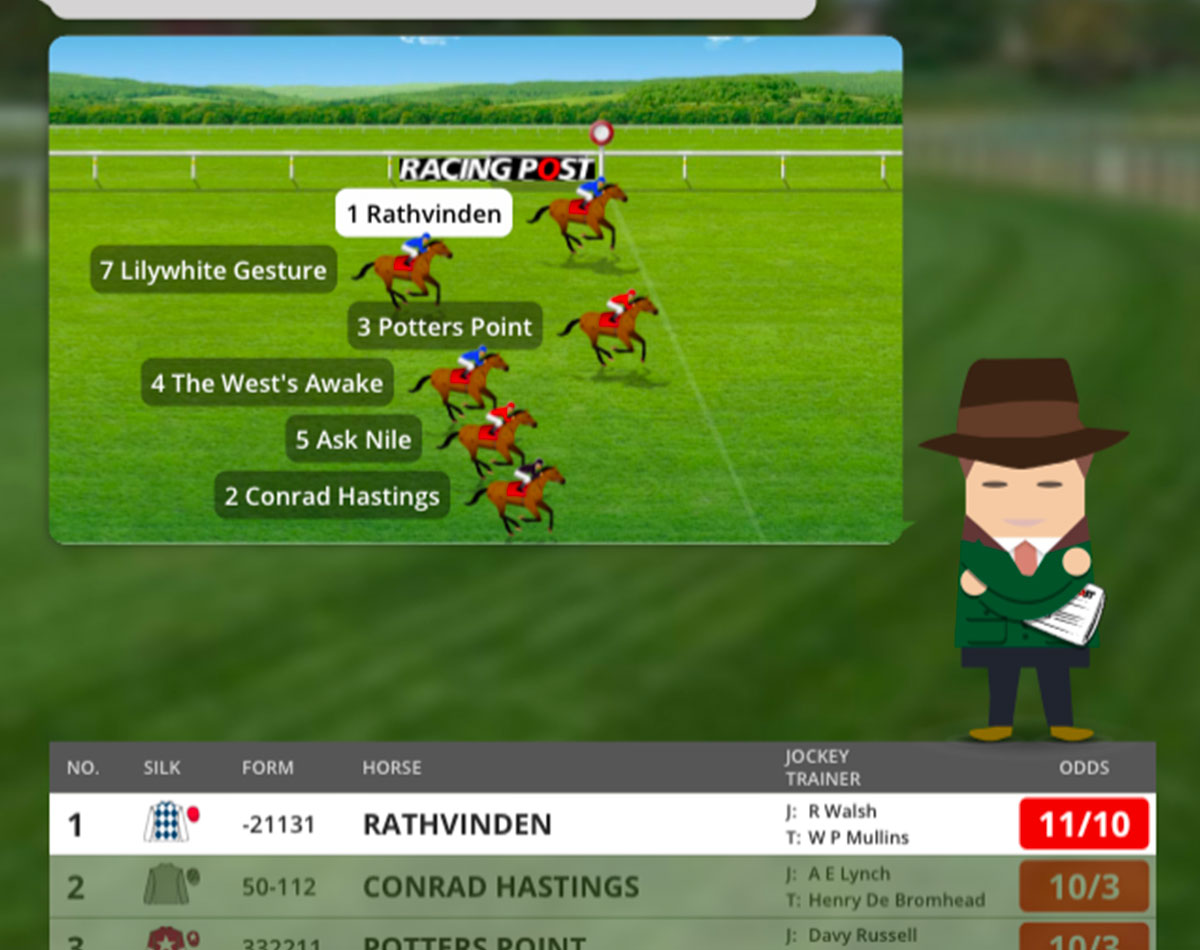 RACING POST
1 Rathvinden
7 Lilywhite Gesture
3 Potters Point
4 The West's Awake
5 Ask Nile
2 Conrad Hastings
NO. SILK FORM HORSE JOCKEY TRAINER ODDS
1 -21131 RATHVINDEN J: R Walsh 11/10
T: W P Mullins
2 50-112 CONRAD HASTINGS J: A E Lynch 10/3
T: Henry De Bromhead
3 332211 POTTERS POINT J: Davy Russell 10/3